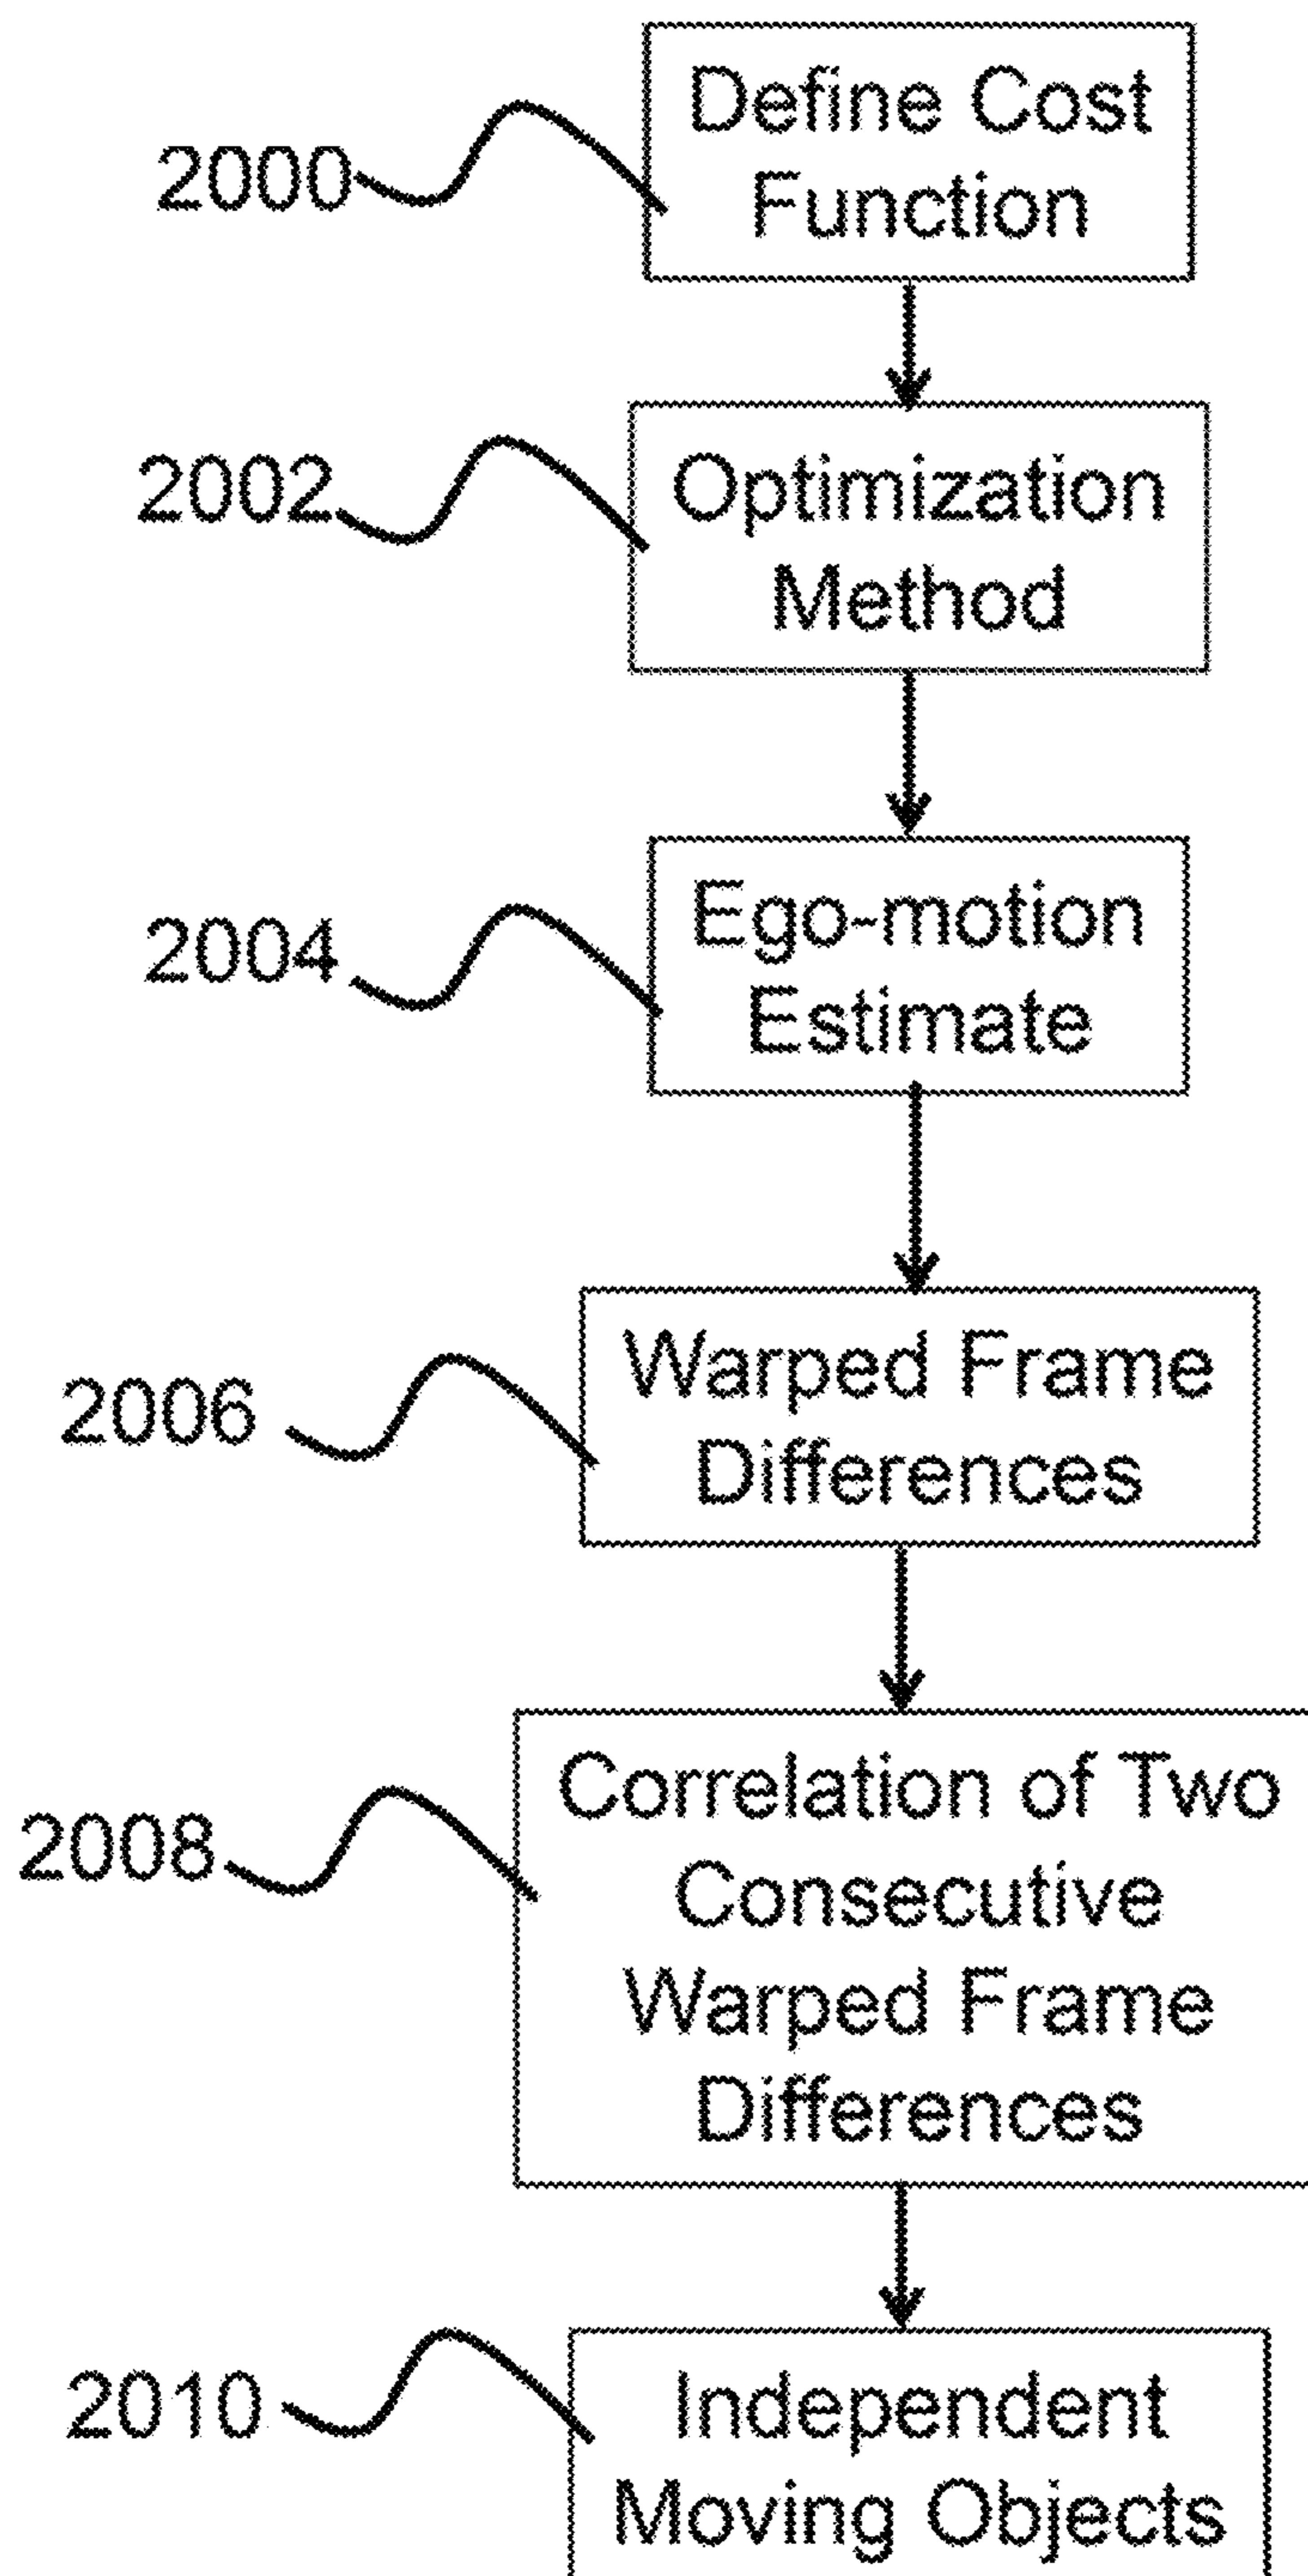 2000
Define Cost
Function
2002
Optimization
Method
2004
Ego-motion
Estimate
2006
Warped Frame
Differences
2008
Correlation of Two
Consecutive
Warped Frame
Differences
2010
Independent
Moving Objects